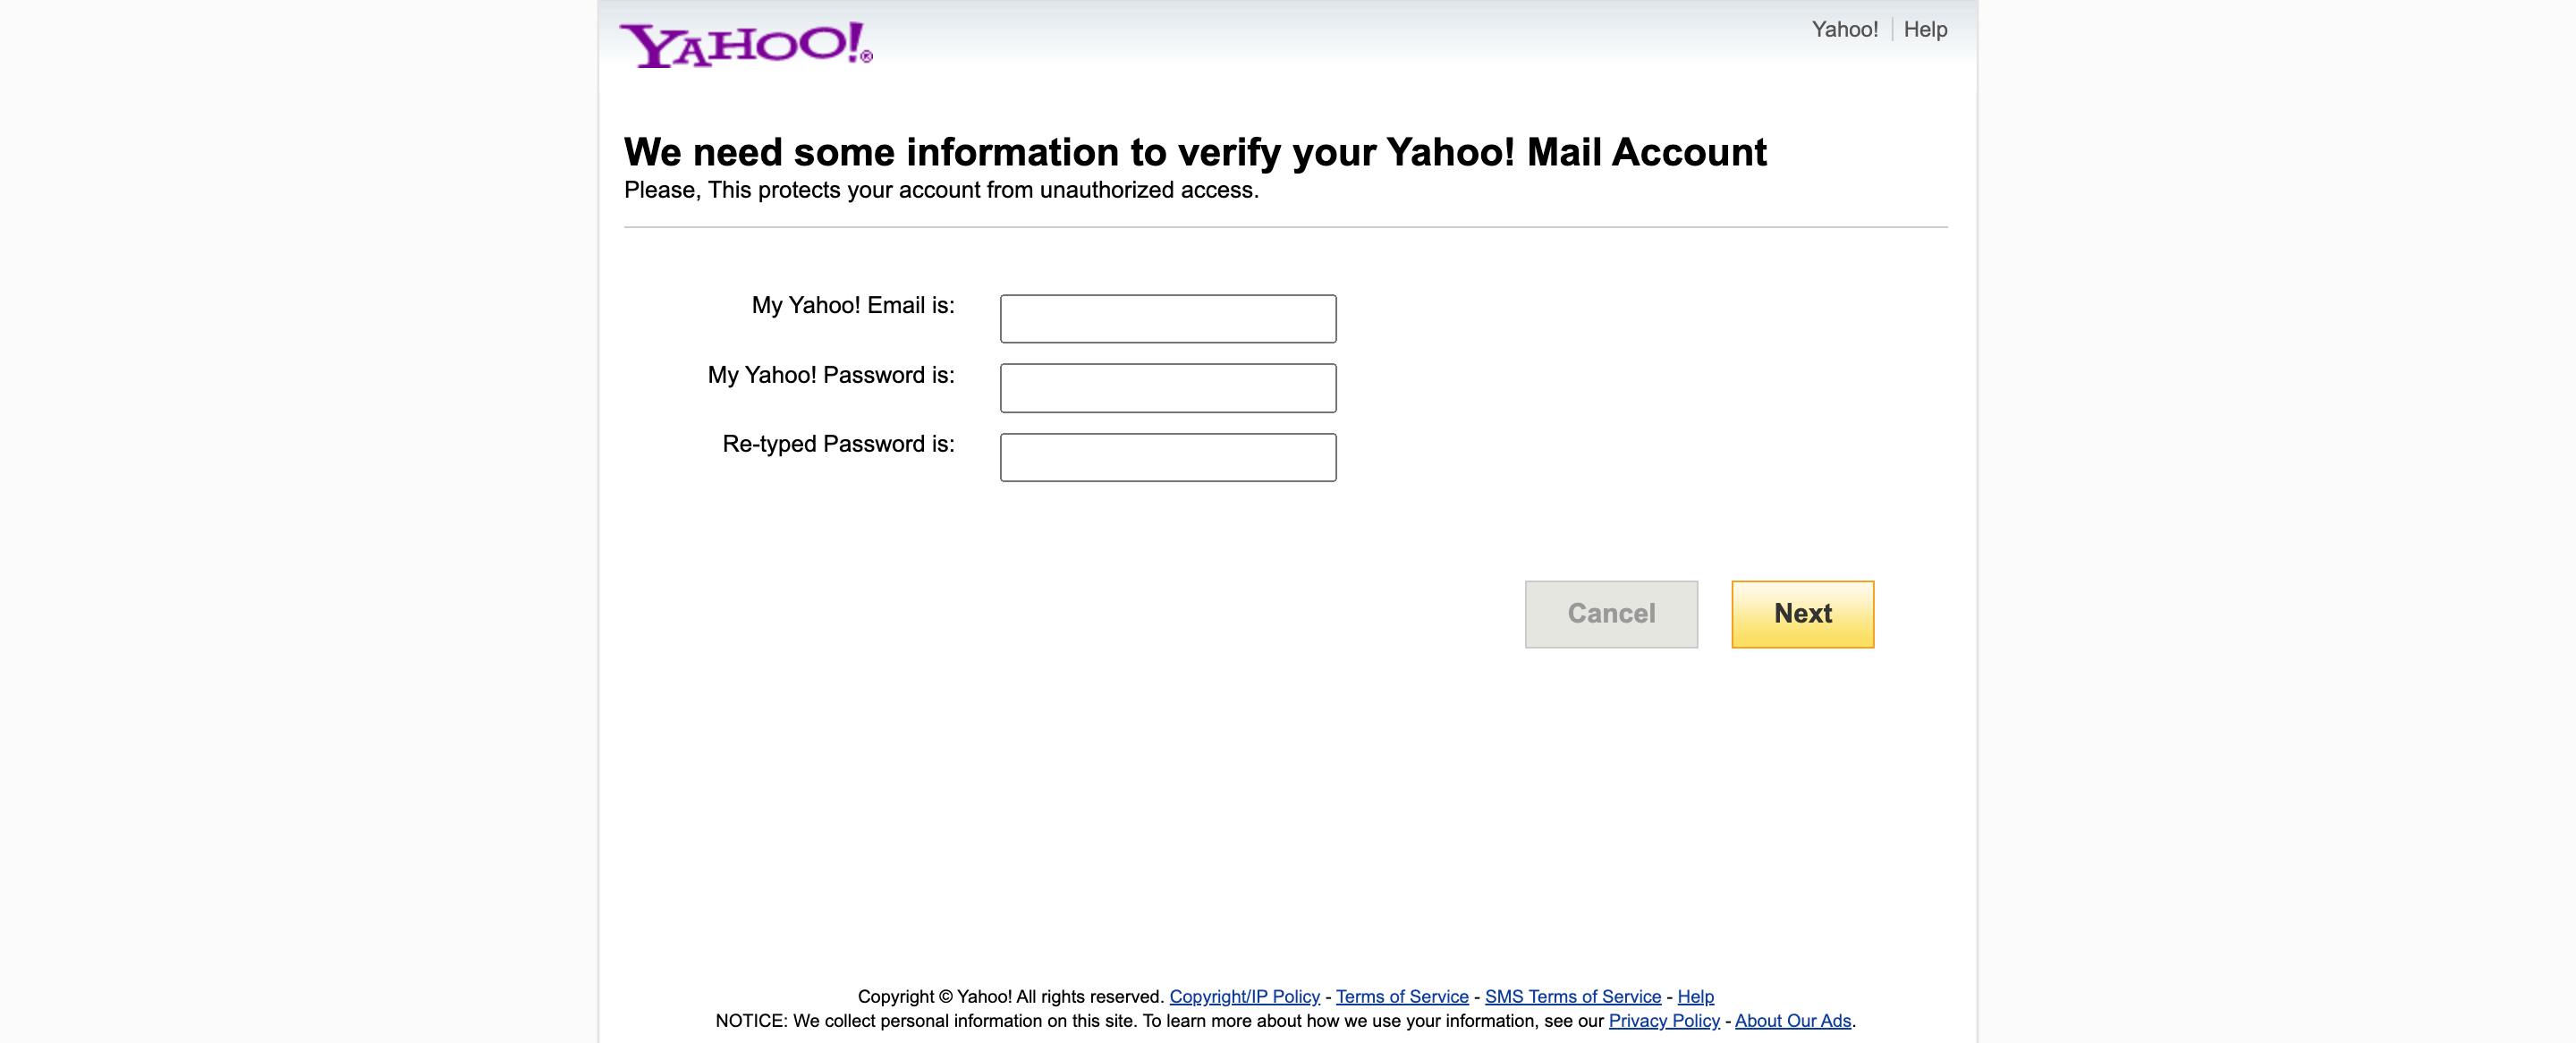 YAHOO!®
Yahoo! Help
We need some information to verify your Yahoo! Mail Account
Please, This protects your account from unauthorized access.
My Yahoo! Email is:
My Yahoo! Password is:
Re-typed Password is:
Cancel Next
Copyright © Yahoo! All rights reserved. Copyright/IP Policy - Terms of Service - SMS Terms of Service - Help
NOTICE: We collect personal information on this site. To learn more about how we use your information, see our Privacy Policy - About Our Ads.